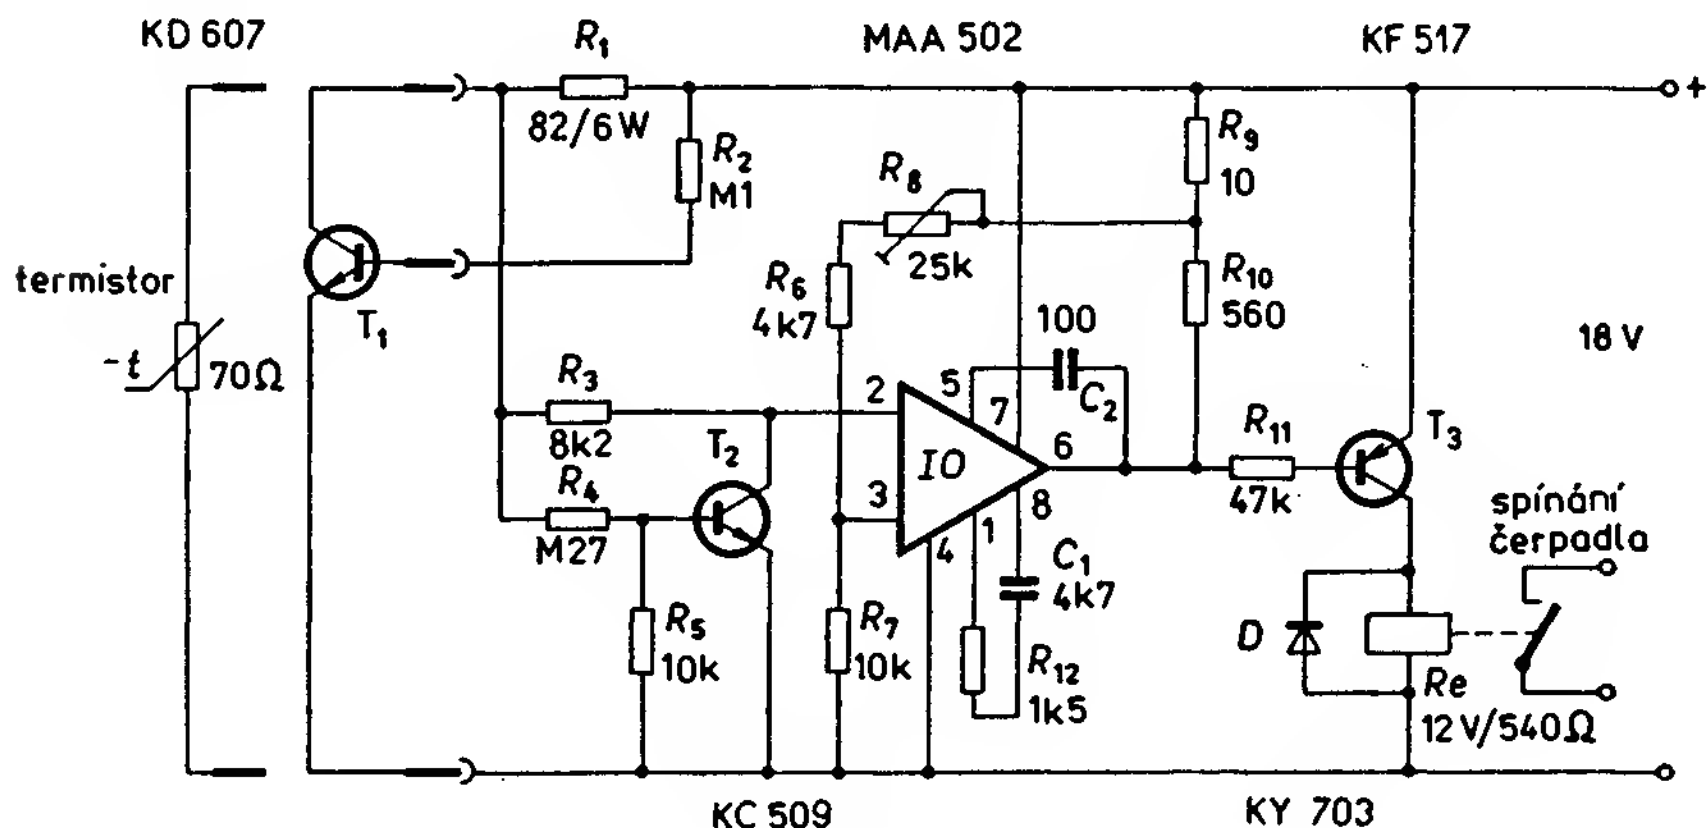 KD 607
R1
MAA 502
KF 517
+
82/6W
R2
M1
R8
25k
R9
10
termistor
T1
R6
4k7
R10
560
100
C2
18 V
-t
70Ω
R3
8k2
2
5
7
6
R11
47k
T3
T2
IO
R4
M27
3
4
1
8
C1
4k7
spínání
čerpadla
R5
10k
R7
10k
R12
1k5
D
Re
12 V/540Ω
KC 509
KY 703